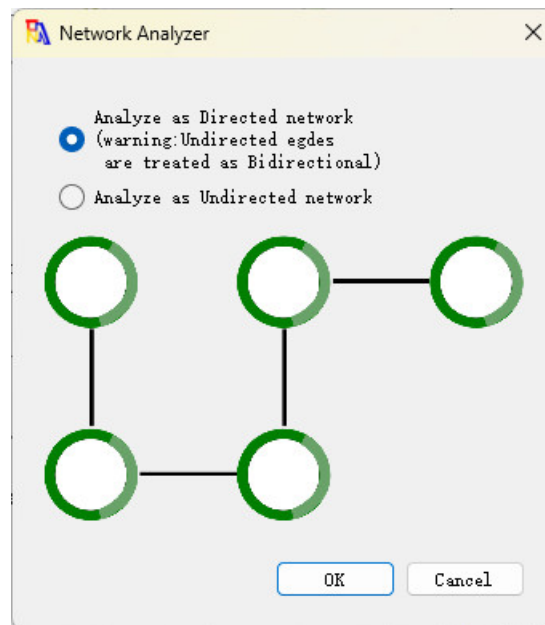 Network Analyzer
Analyze as Directed network
(warning:Undirected egdes
are treated as Bidirectional)
Analyze as Undirected network
OK
Cancel